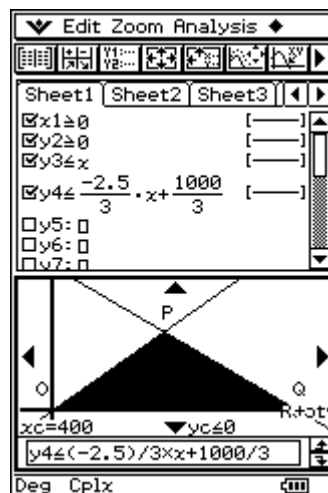 Edit Zoom Analysis
Sheet1 Sheet2 Sheet3
x1≥0 [—]
y2≥0 [—]
y3≤x [—]
y4≤ -2.5/3 ·x+ 1000/3 [—]
y5:
y6:
y7:
P
O Q
xc=400 yc≤0
y4≤(-2.5)/3×x+1000/3
Deg Cplx